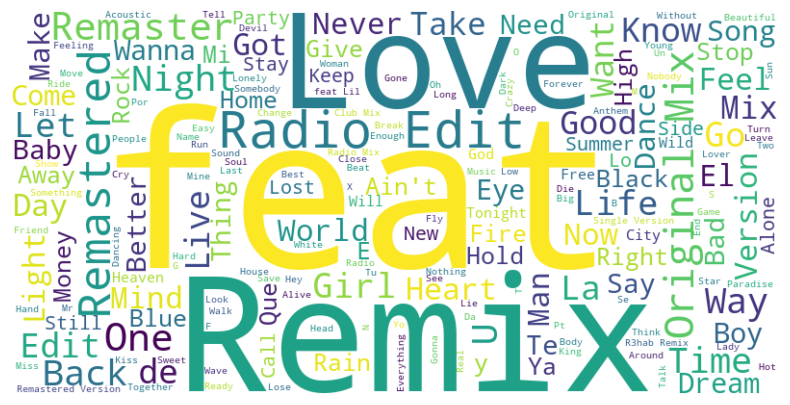 Acoustic
Tell
Party
Original
Without
Beautiful
Make
Remaster
Devil
Love
Never
Take
Need
Know
Young
Un
Song
Feeling
Wanna
Mi
Got
Give
Woman
Gone
Oh
Long
Dark
Crazy
O
Forever
Want
High
Nobody
Stop
Sun
Move
Ride
Rock
Night
Stay
Lonely
Somebody
Keep
feat Lil
Deep
Anthem
Feel
Come
Fall
Por
Home
Change
Club Mix
Break
Good
Dance
Mix
Let
Remastered
People
Name
Easy
Run
Sound
Radio Edit
Enough
Summer
Side
Wild
Go
Turn
Leave
Baby
Away
Cry
Mine
Soul
Last
Radio Mix
Close
Beat
God
Music
Low
Free
Lo
Lover
Two
Show
Something
Day
Better
Thing
Best
Lost
X
Will
Ain't
Eye
Die
Big
Black
Original Mix
El
Version
Alone
Friend
Live
feat
Fly
Tonight
Life
B
S
Game
Bad
Light
Money
Dancing
Hard
G
World
White
E
New
Fire
Single Version
Now
City
Right
End
Heaven
House
Hey
Radio
Tu
Nothing
See
Hold
Star
Paradise
Hand
Mr
Mind
Save
Alive
Girl
Heart
Lie
Da
La
Say
Se
Way
Still
Blue
Look
Walk
F
Que
Head
N
Yo
Gonna
U
T
Man
Pt
Think
R3hab Remix
Boy
Edit
One
Remix
Call
Rain
Everything
Real
y
Te
Ya
Body
King
Around
Lady
Time
Miss
Kiss
Sweet
Back
de
Wave
Ready
Lose
Talk
Dream
Hot
Remastered Version
Together